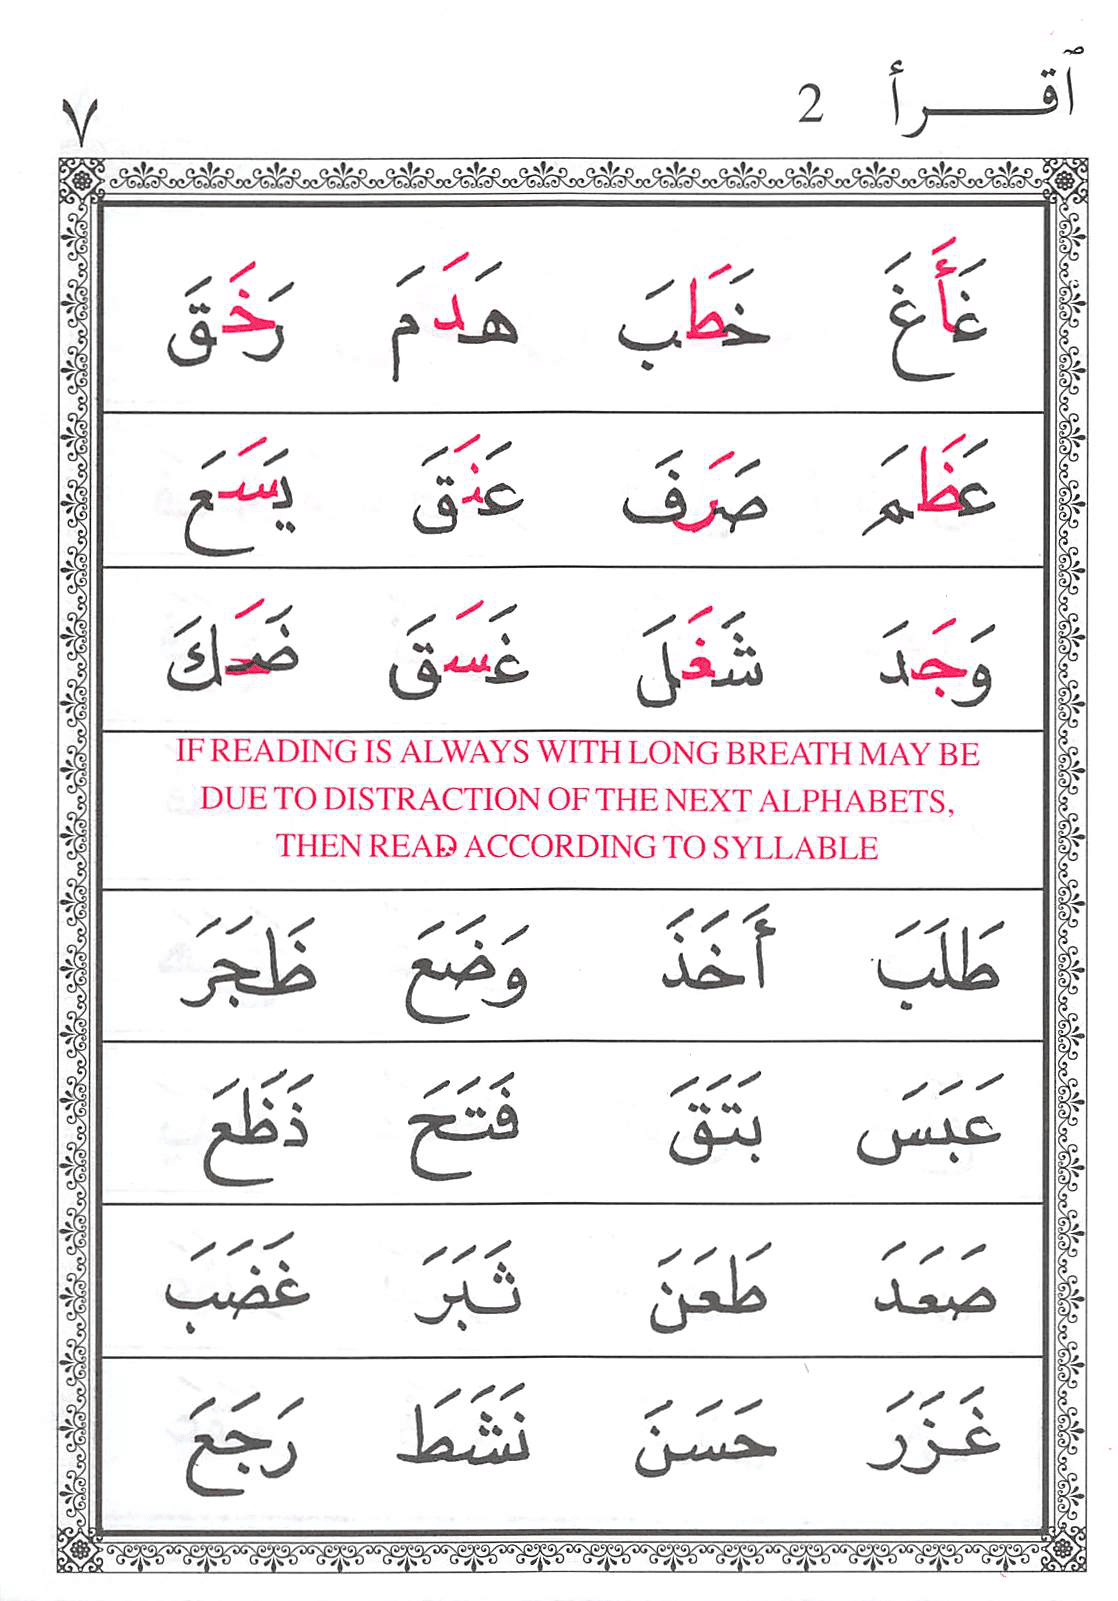 ٱقـــرأ 2 ٧
غَأَغَ خَطَبَ هَدَمَ رَخَقَ
عَظَمَ صَرَفَ عَنَقَ يَسَعَ
وَجَدَ شَغَلَ غَسَقَ ضَحَكَ
IF READING IS ALWAYS WITH LONG BREATH MAY BE
DUE TO DISTRACTION OF THE NEXT ALPHABETS,
THEN READ ACCORDING TO SYLLABLE
طَلَبَ أَخَذَ وَضَعَ ظَجَرَ
عَبَسَ بَتَقَ فَتَحَ ذَظَعَ
صَعَدَ طَعَنَ ثَبَرَ غَضَبَ
غَزَرَ حَسَنَ نَشَطَ رَجَعَ